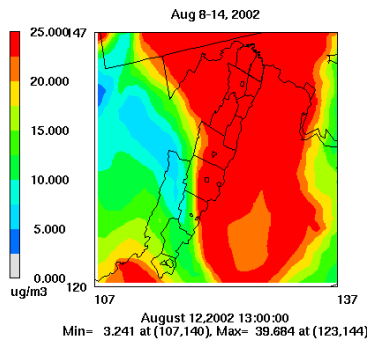 Aug 8-14, 2002
25.000
20.000
15.000
10.000
5.000
0.000
ug/m3
147
120
107
137
August 12,2002 13:00:00
Min= 3.241 at (107,140), Max= 39.684 at (123,144)